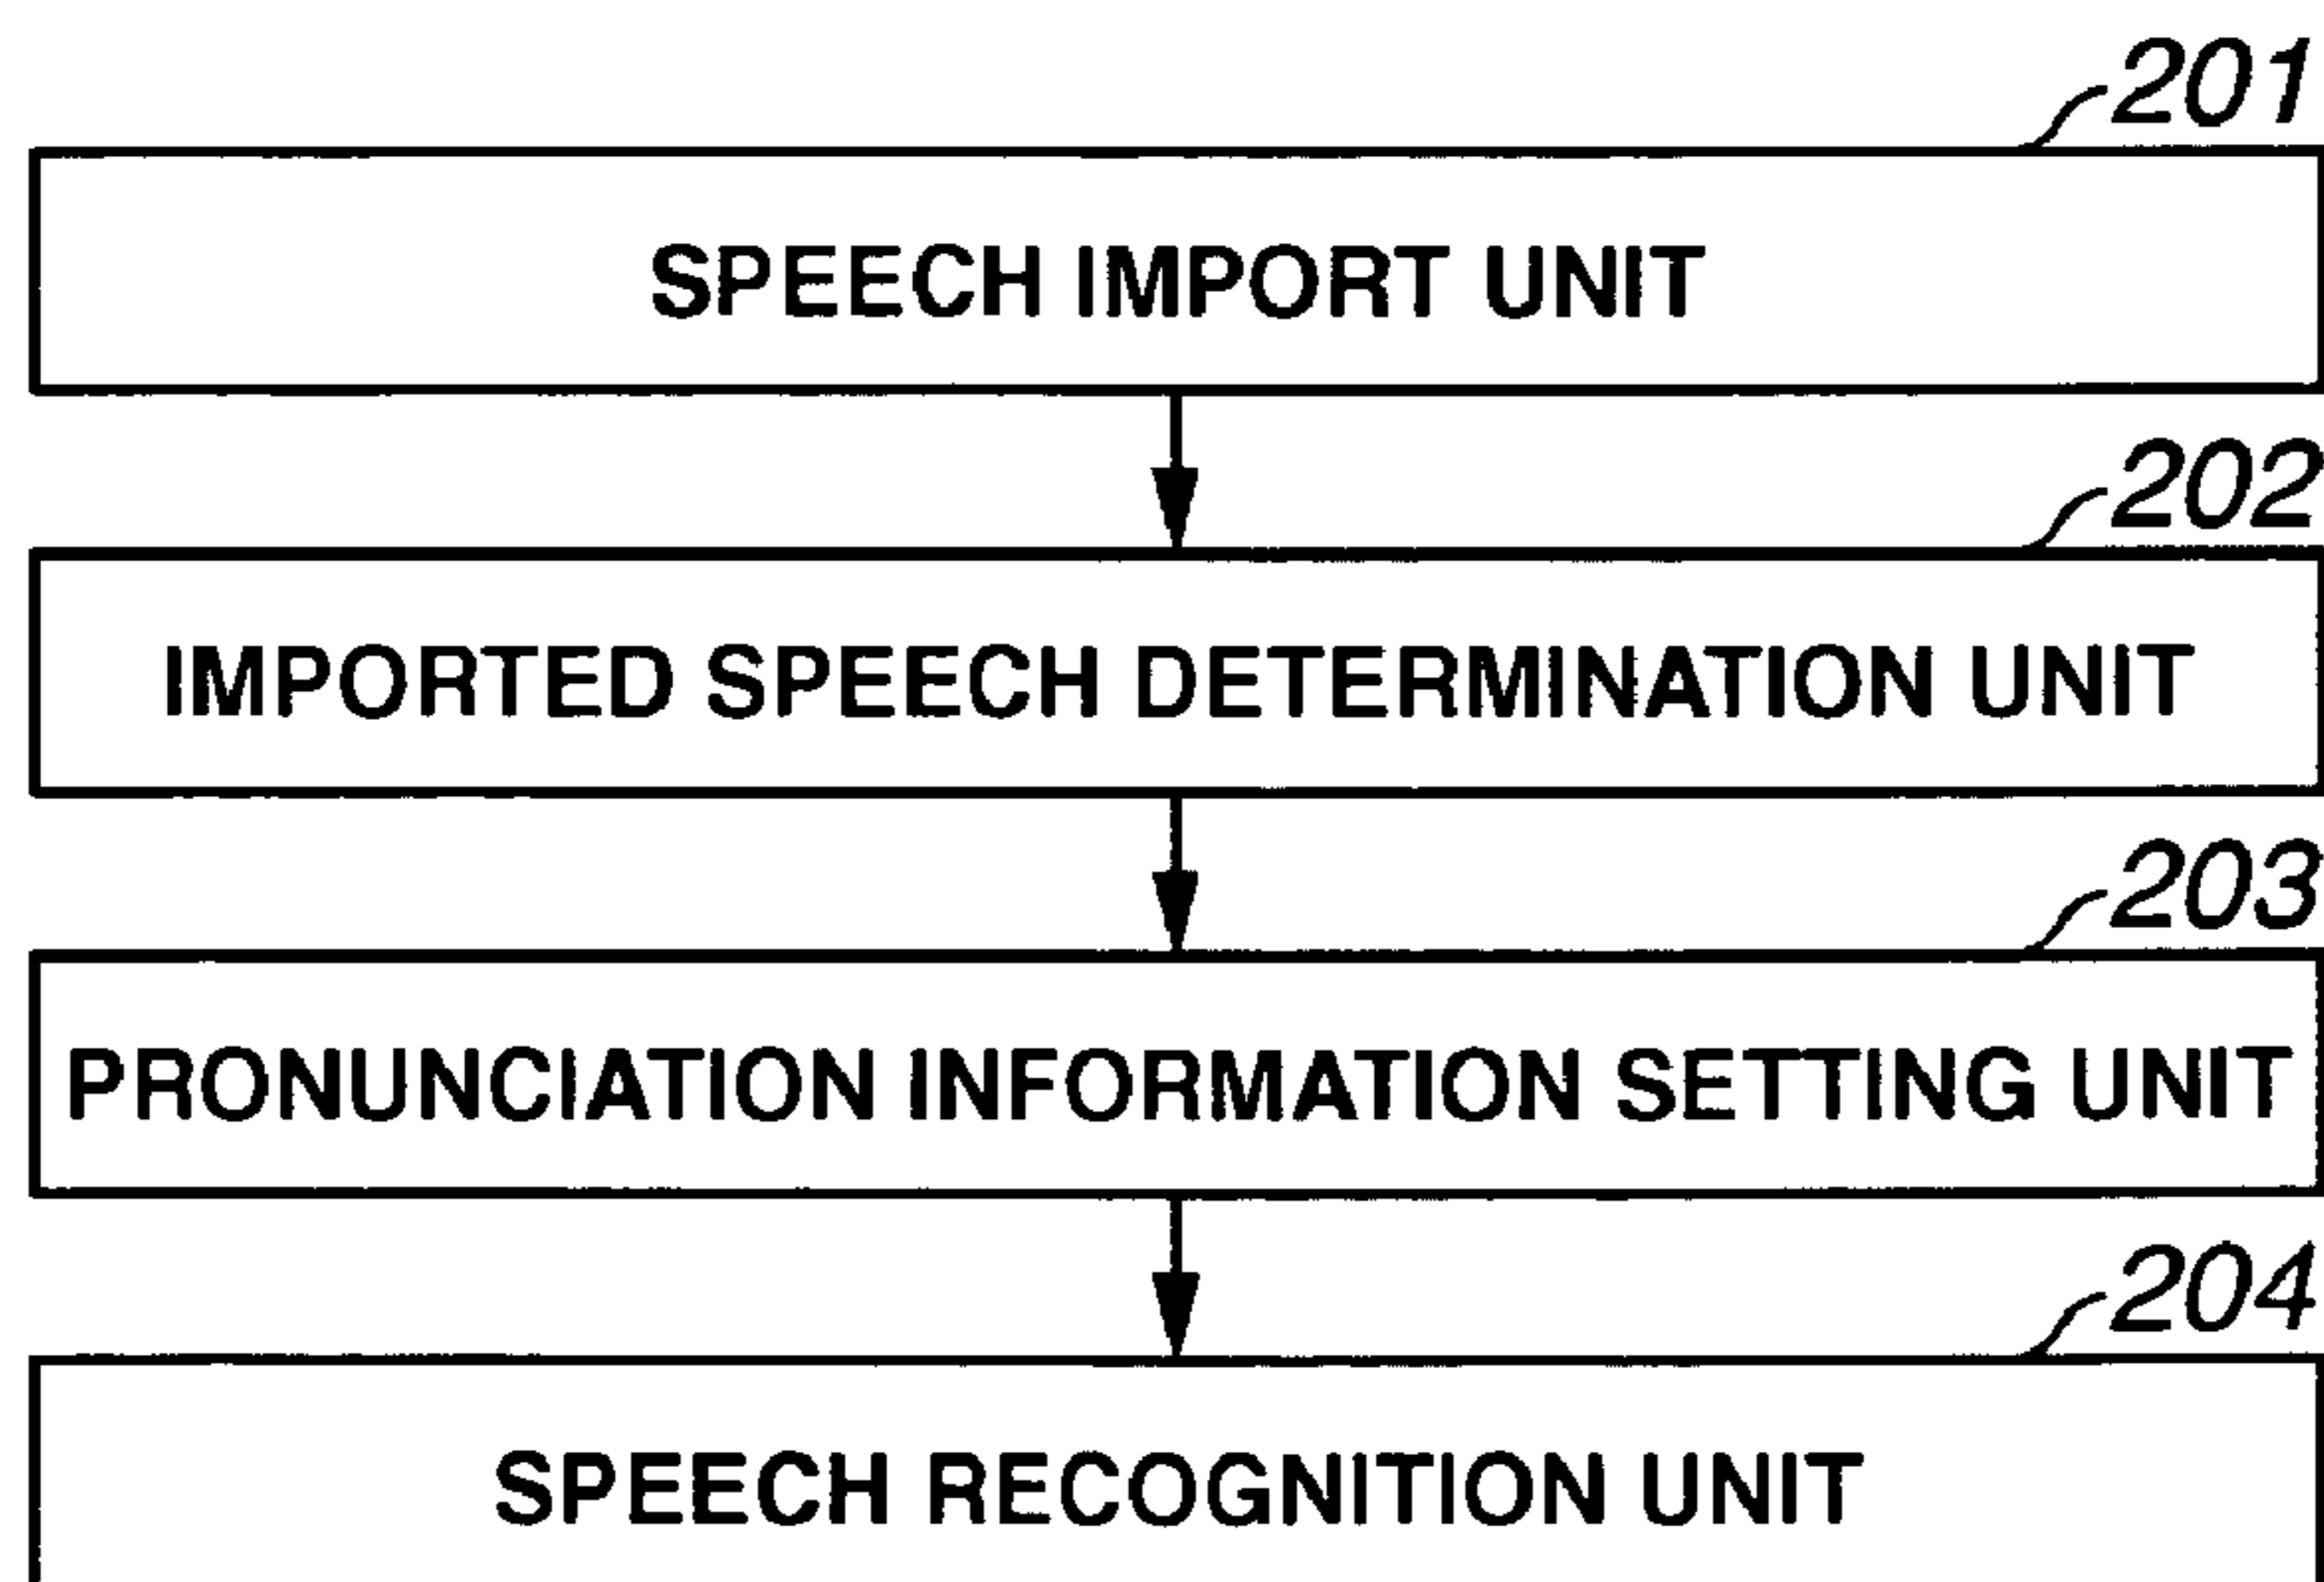 201
SPEECH IMPORT UNIT
202
IMPORTED SPEECH DETERMINATION UNIT
203
PRONUNCIATION INFORMATION SETTING UNIT
204
SPEECH RECOGNITION UNIT